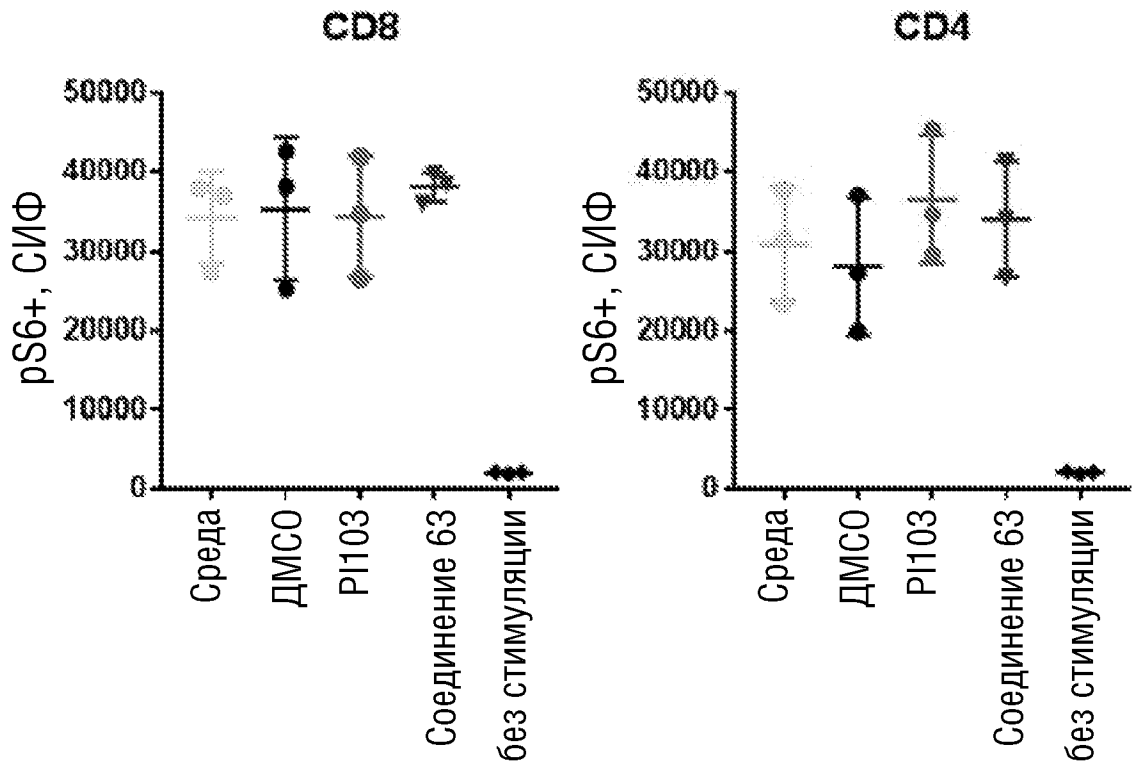 CD8
50000
40000
30000
20000
10000
0
pS6+, СИФ
Среда
ДМСО
PI103
Соединение 63
без стимуляции
CD4
50000
40000
30000
20000
10000
0
pS6+, СИФ
Среда
ДМСО
PI103
Соединение 63
без стимуляции